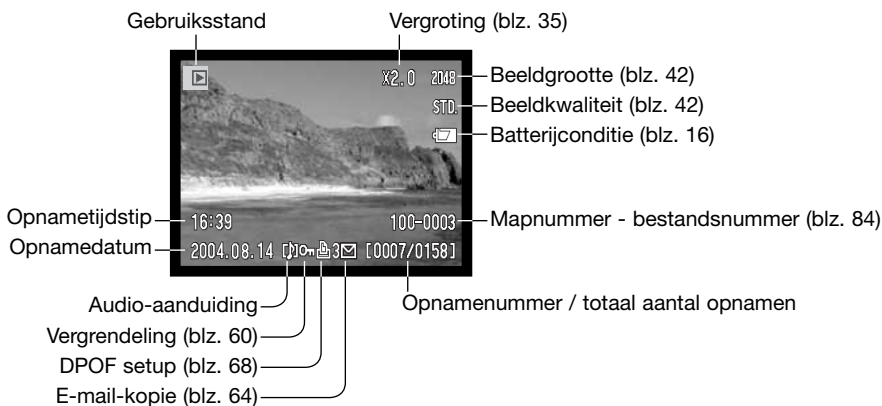 Gebruiksstand
Vergroting (blz. 35)
X2.0 2048
Beeldgrootte (blz. 42)
STD.
Beeldkwaliteit (blz. 42)
Batterijconditie (blz. 16)
Opnametijdstip
16:39
100-0003
Mapnummer - bestandsnummer (blz. 84)
Opnamedatum
2004.08.14
3
[0007/0158]
Audio-aanduiding
Opnamenummer / totaal aantal opnamen
Vergrendeling (blz. 60)
DPOF setup (blz. 68)
E-mail-kopie (blz. 64)